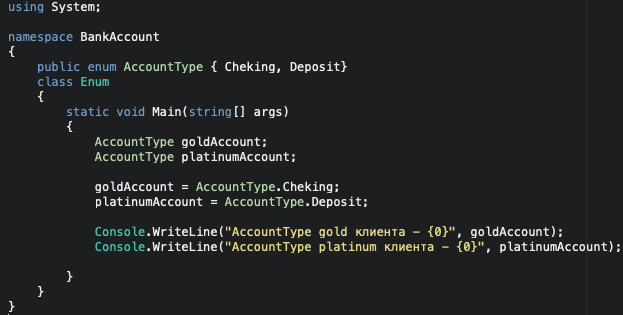 using System;
namespace BankAccount
{
public enum AccountType { Cheking, Deposit}
class Enum
{
static void Main(string[] args)
{
AccountType goldAccount;
AccountType platinumAccount;
goldAccount = AccountType.Cheking;
platinumAccount = AccountType.Deposit;
Console.WriteLine("AccountType gold клиента – {0}", goldAccount);
Console.WriteLine("AccountType platinum клиента – {0}", platinumAccount);
}
}
}